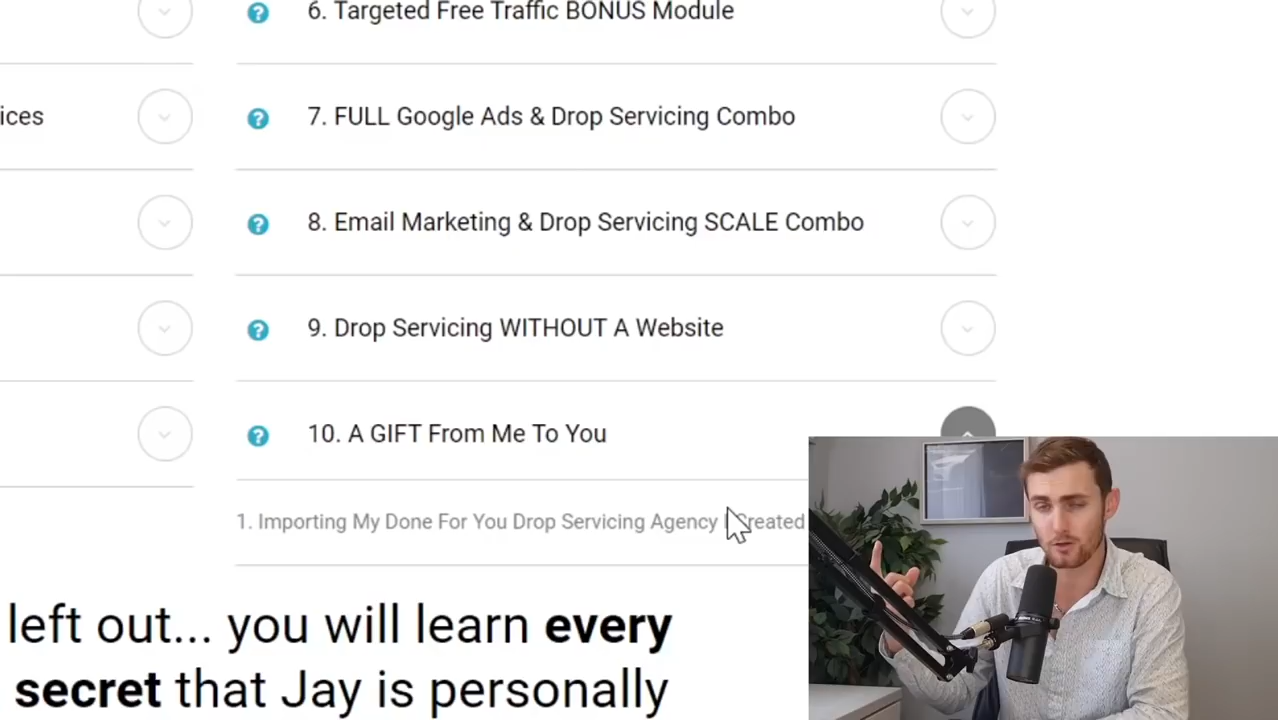 6. Targeted Free Traffic BONUS Module
ices
7. FULL Google Ads & Drop Servicing Combo
8. Email Marketing & Drop Servicing SCALE Combo
9. Drop Servicing WITHOUT A Website
10. A GIFT From Me To You
1. Importing My Done For You Drop Servicing Agency I Created
left out... you will learn every
secret that Jay is personally